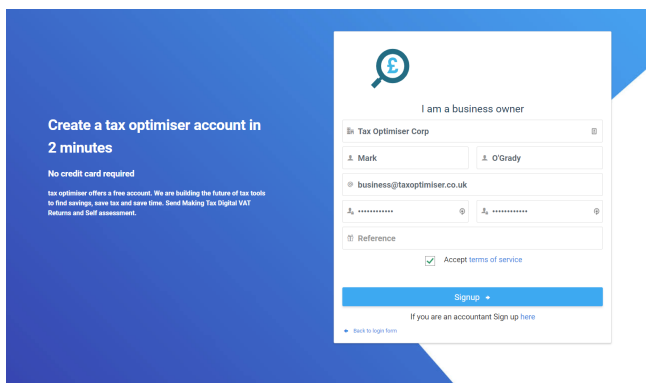 £
I am a business owner
Create a tax optimiser account in
2 minutes
No credit card required
tax optimiser offers a free account. We are building the future of tax tools
to find savings, save tax and save time. Send Making Tax Digital VAT
Returns and Self assessment.
Tax Optimiser Corp
Mark
O'Grady
business@taxoptimiser.co.uk
••••••••••••
••••••••••••
Reference
Accept terms of service
Signup
If you are an accountant Sign up here
Back to login form